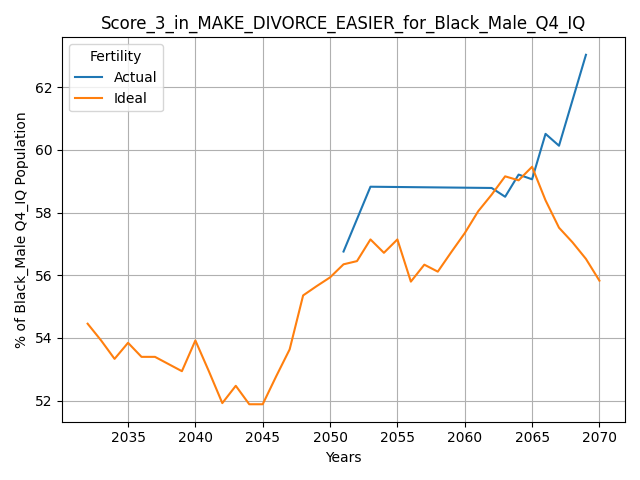 Score_3_in_MAKE_DIVORCE_EASIER_for_Black_Male_Q4_IQ
Fertility
Actual
Ideal
% of Black_Male Q4_IQ Population
62
60
58
56
54
52
2035
2040
2045
2050
2055
2060
2065
2070
Years